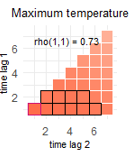 Maximum temperature
rho(1,1) = 0.73
time lag 1
6
4
2
2
4
6
time lag 2